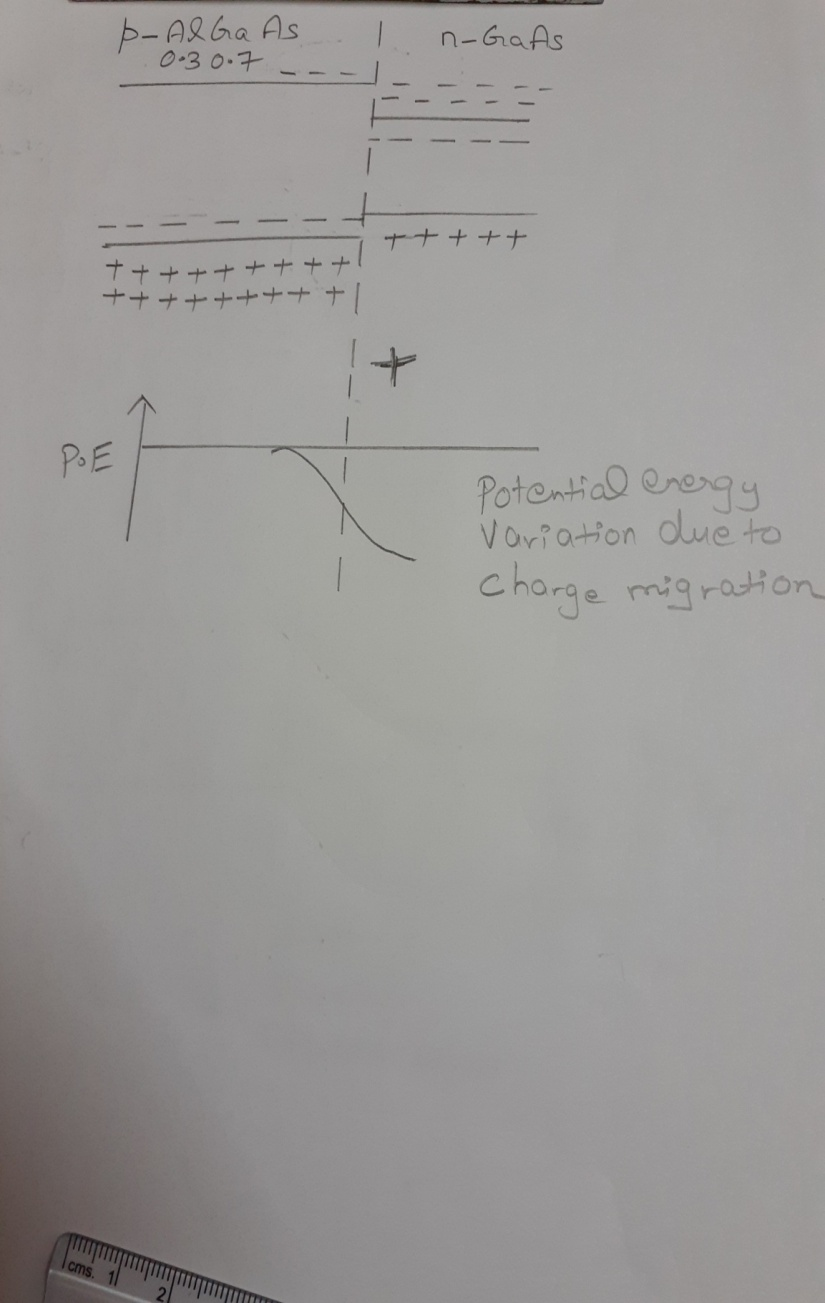 p-AlGaAs
n-GaAs
0.3 0.7
P.E
Potential energy
variation due to
charge migration
cms. 1 2